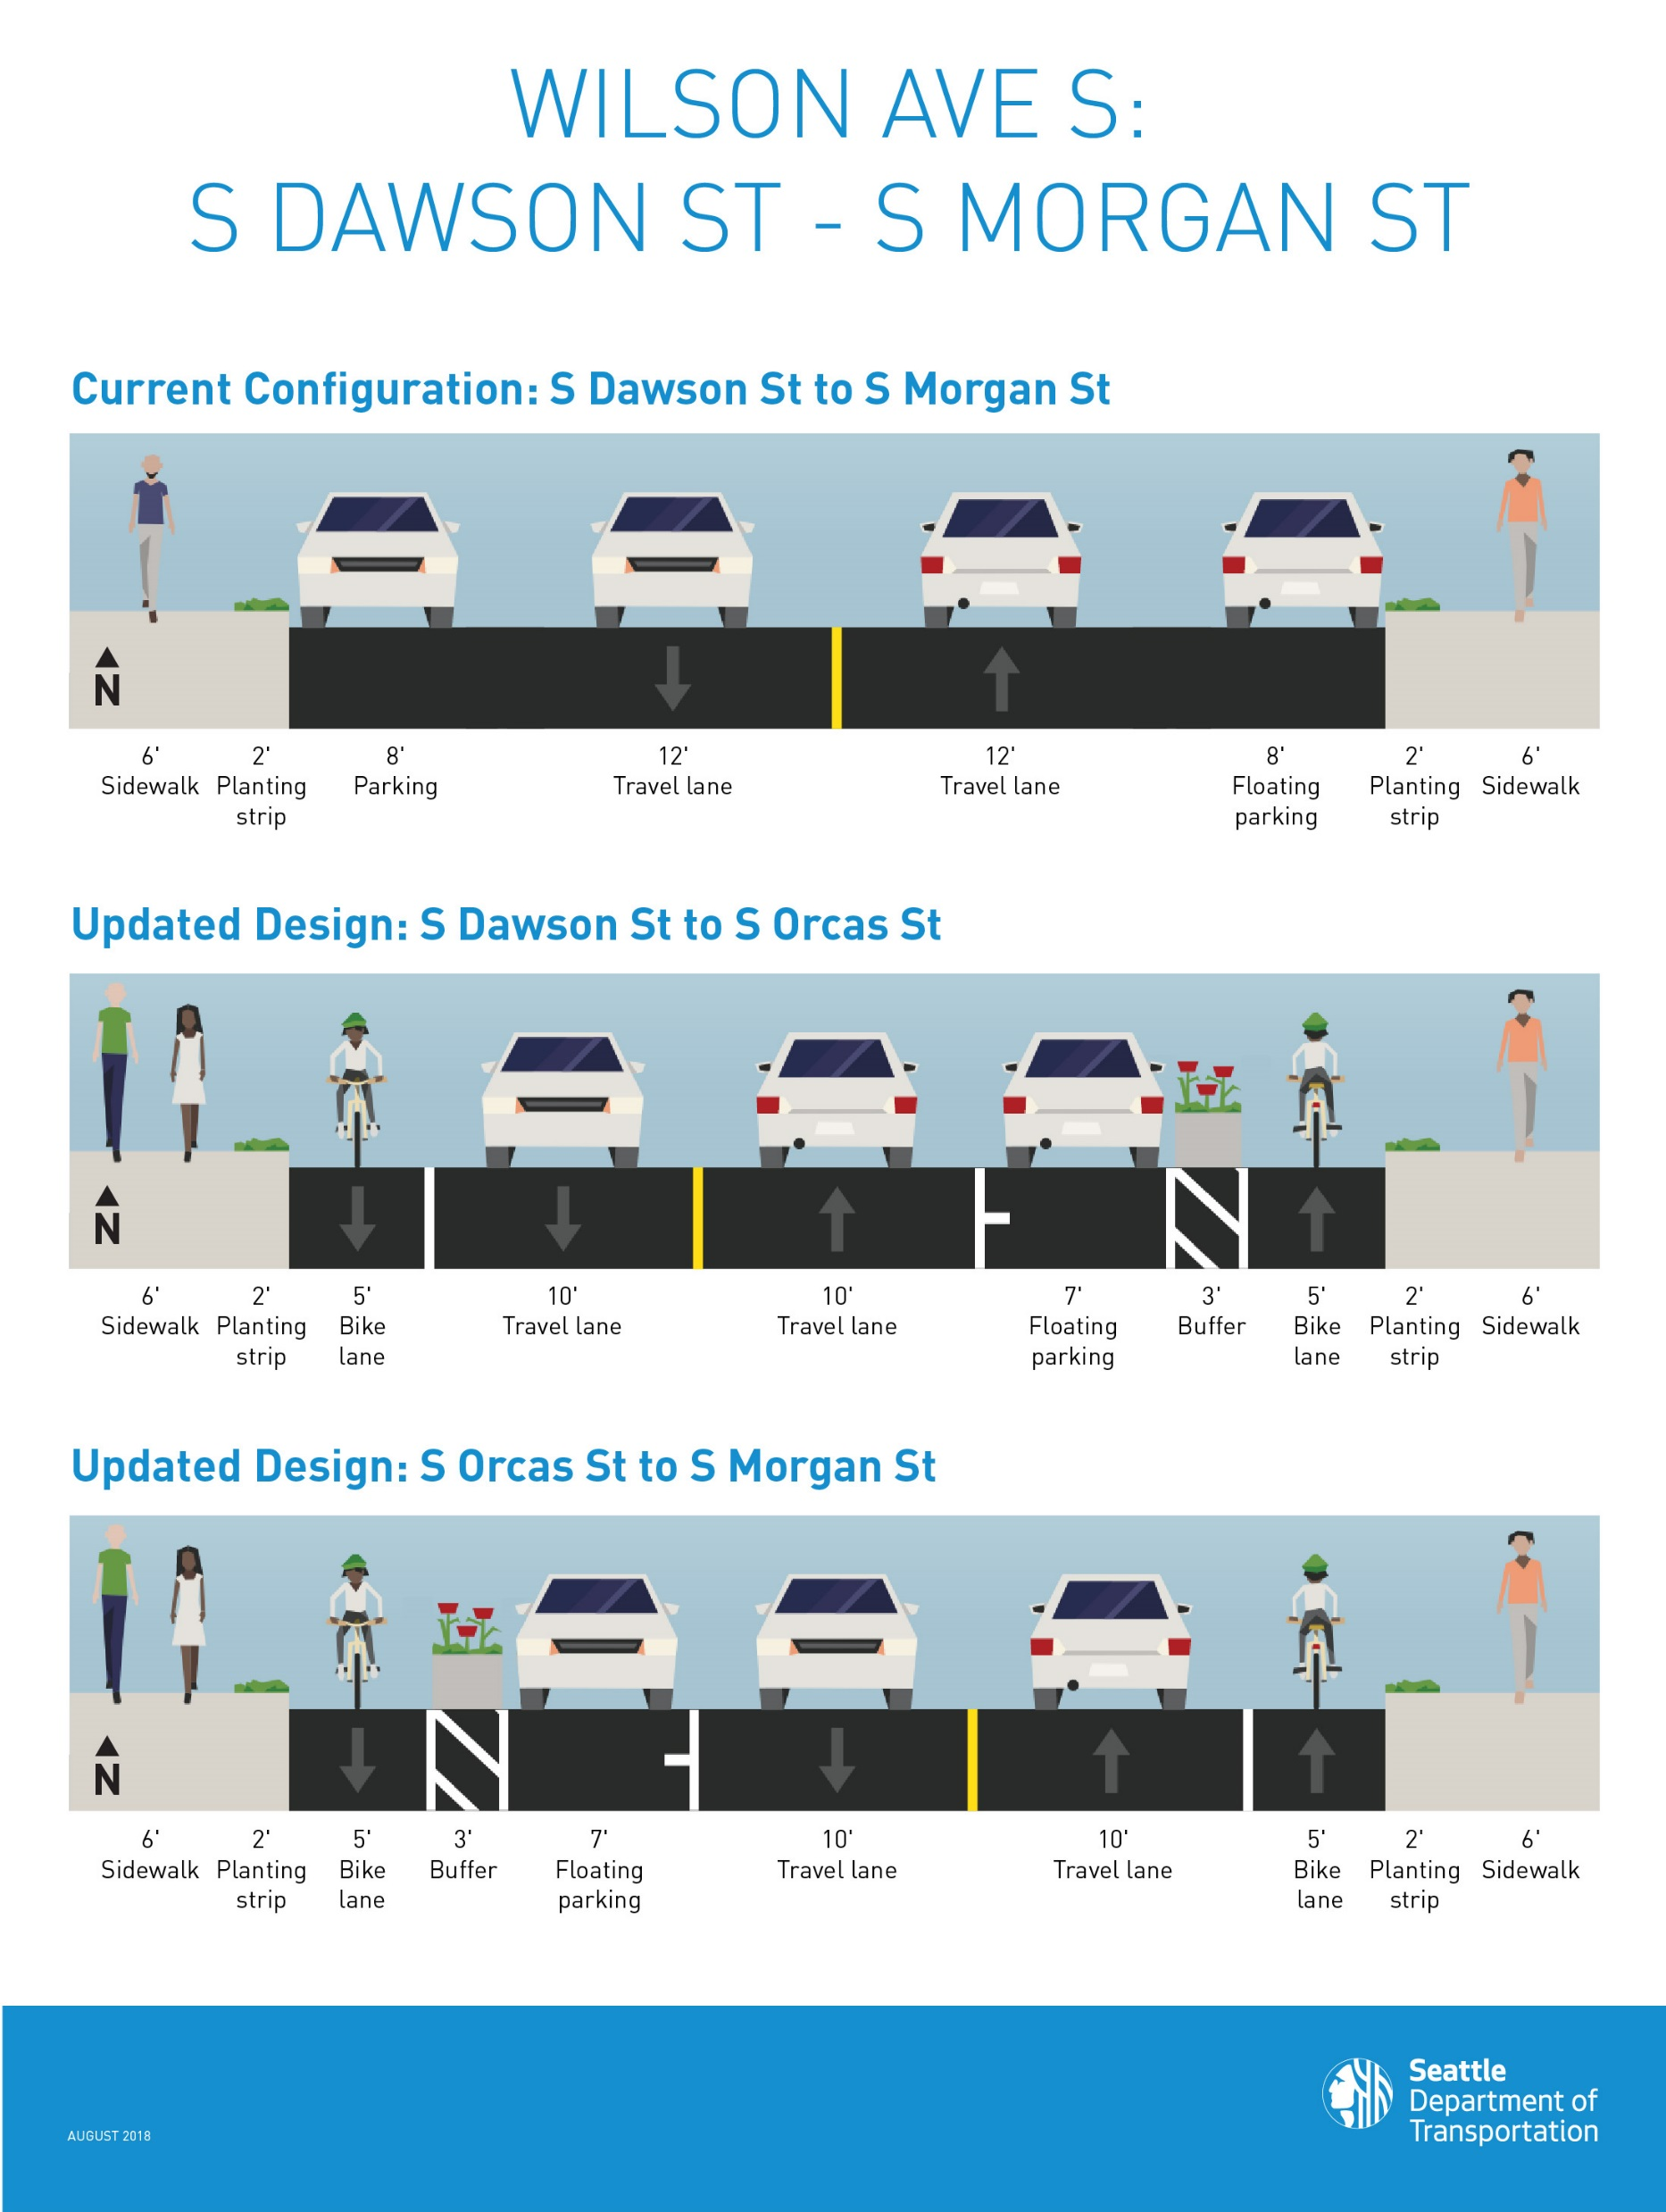 WILSON AVE S:
S DAWSON ST - S MORGAN ST
Current Configuration: S Dawson St to S Morgan St
N
6' 2' 8' 12' 12' 8' 2' 6'
Sidewalk Planting Parking Travel lane Travel lane Floating Planting Sidewalk
strip parking strip
Updated Design: S Dawson St to S Orcas St
N
6' 2' 5' 10' 10' 7' 3' 5' 2' 6'
Sidewalk Planting Bike Travel lane Travel lane Floating Buffer Bike Planting Sidewalk
strip lane parking lane strip
Updated Design: S Orcas St to S Morgan St
N
6' 2' 5' 3' 7' 10' 10' 5' 2' 6'
Sidewalk Planting Bike Buffer Floating Travel lane Travel lane Bike Planting Sidewalk
strip lane parking lane strip
Seattle
Department of
Transportation
AUGUST 2018